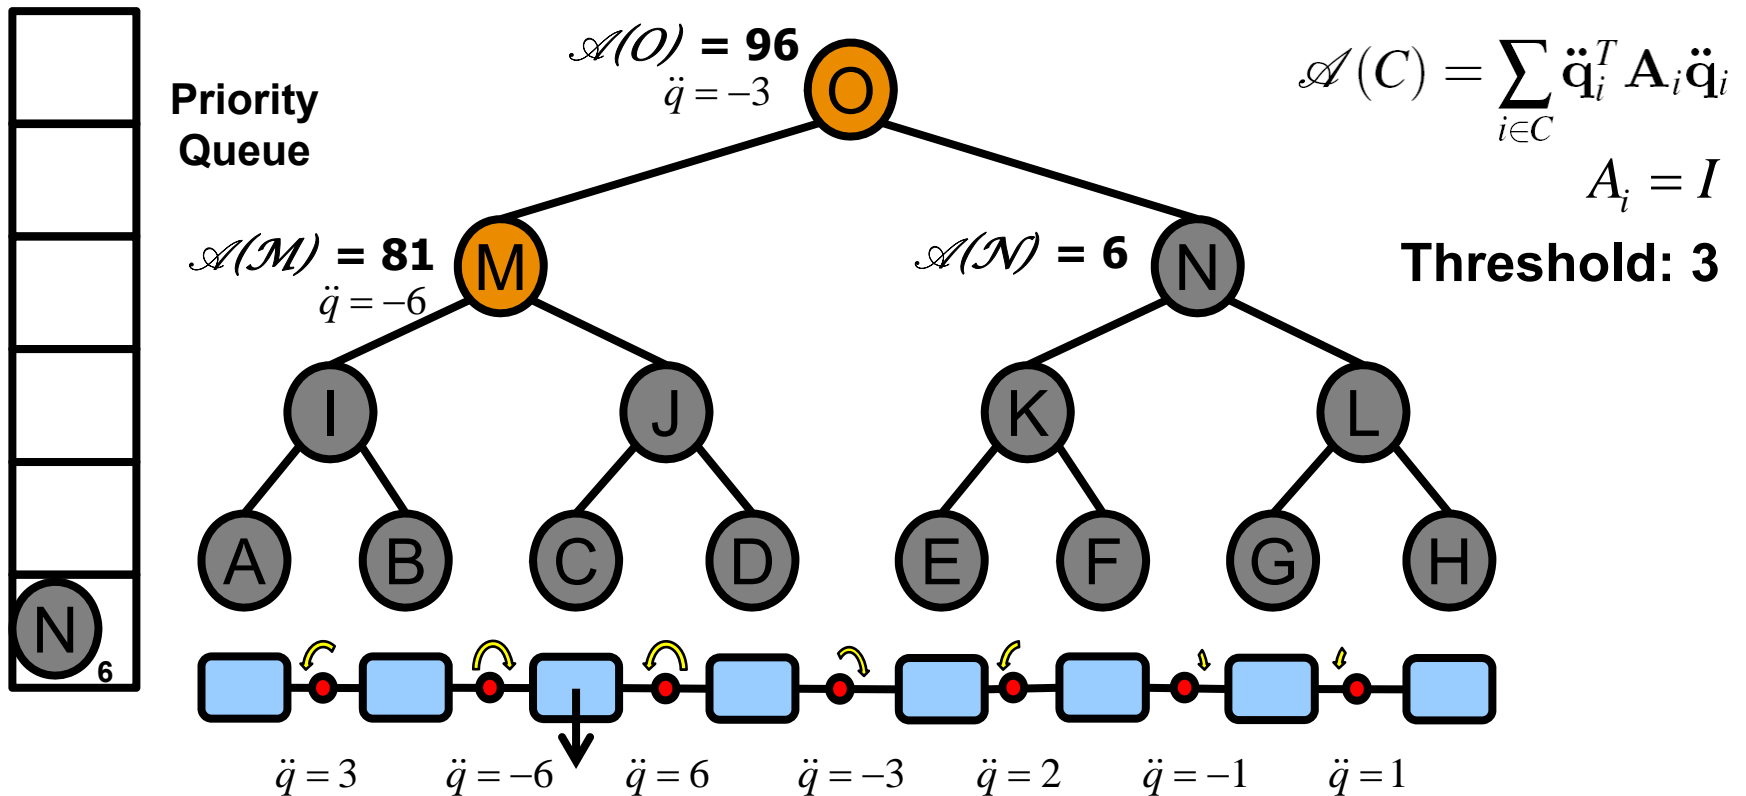 𝒜(O) = 96
q̈ = −3
O
Priority
Queue
𝒜(C) = ∑ q̈ᵢᵀ Aᵢ q̈ᵢ
i∈C
Aᵢ = I
Threshold: 3
𝒜(M) = 81
q̈ = −6
M
𝒜(N) = 6
N
I
J
K
L
A
B
C
D
E
F
G
H
N
6
q̈ = 3
q̈ = −6
q̈ = 6
q̈ = −3
q̈ = 2
q̈ = −1
q̈ = 1